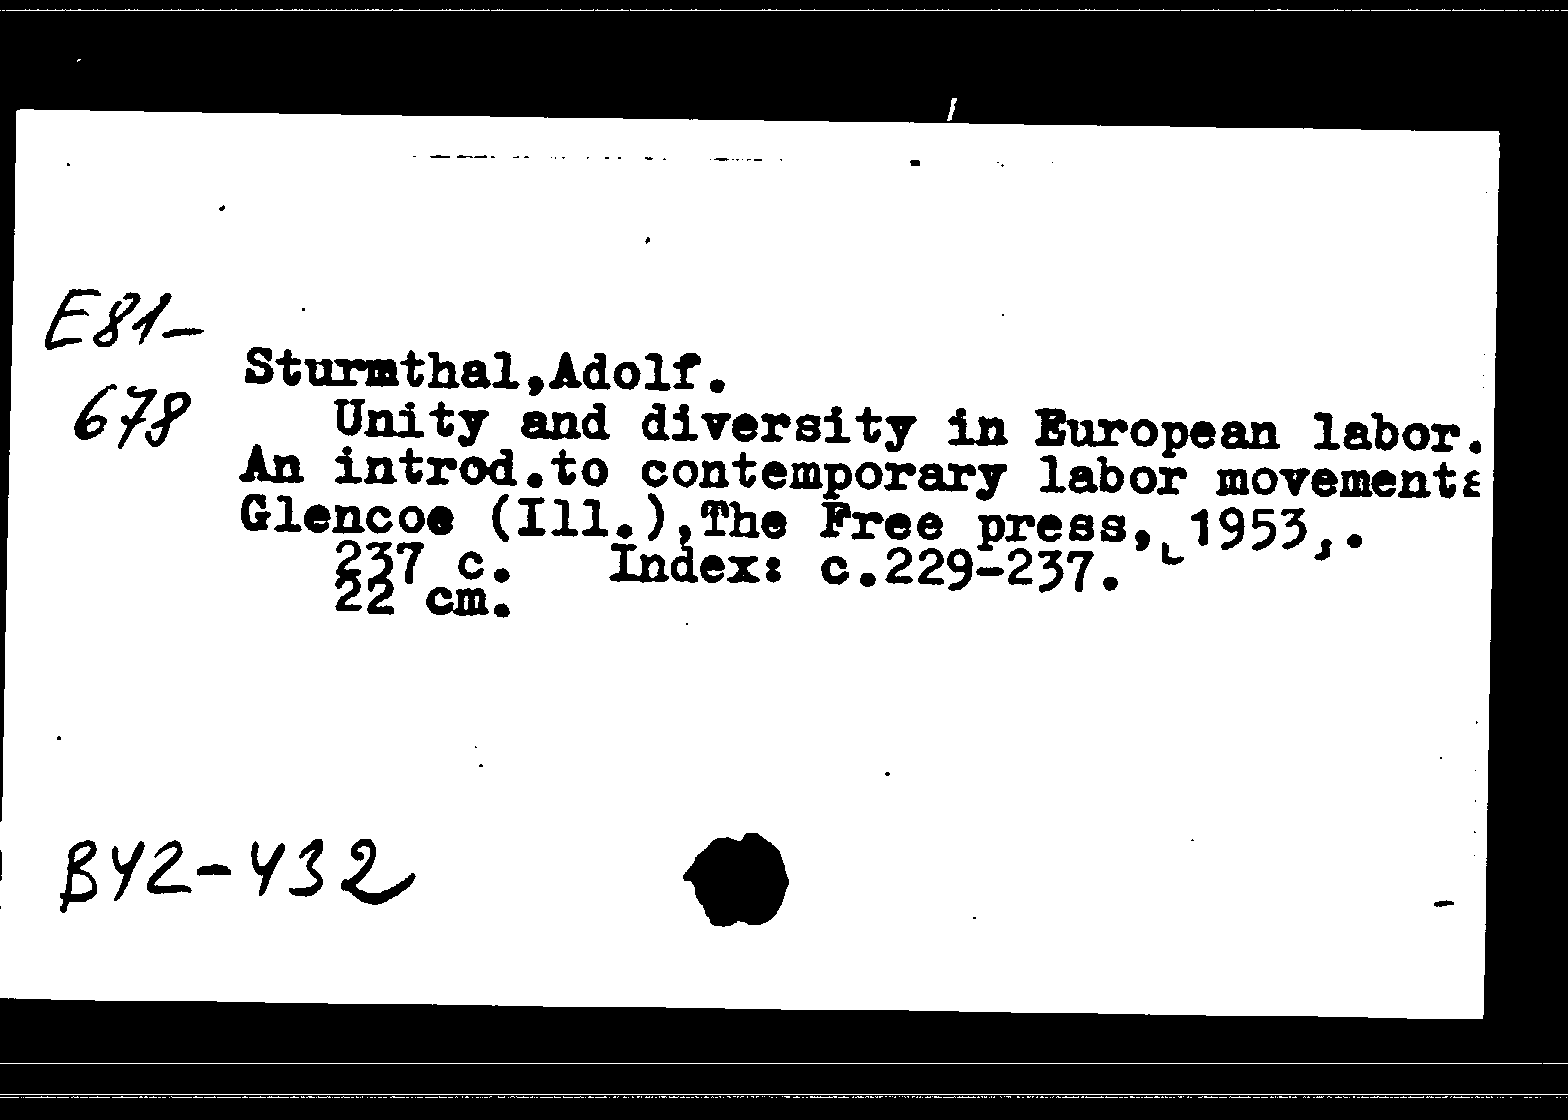 E81-
678
Sturmthal,Adolf.
Unity and diversity in European labor.
An introd.to contemporary labor movements
Glencoe (Ill.),The Free press, [1953].
237 c. Index: c.229-237.
22 cm.
B42-432